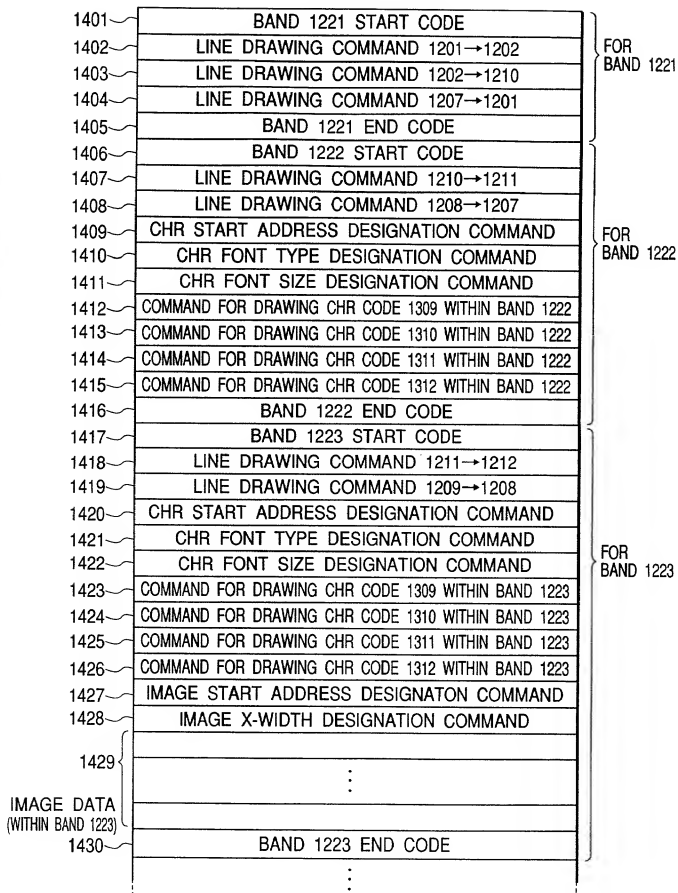 1401 BAND 1221 START CODE
1402 LINE DRAWING COMMAND 1201→1202
1403 LINE DRAWING COMMAND 1202→1210
1404 LINE DRAWING COMMAND 1207→1201
1405 BAND 1221 END CODE
FOR
BAND 1221
1406 BAND 1222 START CODE
1407 LINE DRAWING COMMAND 1210→1211
1408 LINE DRAWING COMMAND 1208→1207
1409 CHR START ADDRESS DESIGNATION COMMAND
1410 CHR FONT TYPE DESIGNATION COMMAND
1411 CHR FONT SIZE DESIGNATION COMMAND
1412 COMMAND FOR DRAWING CHR CODE 1309 WITHIN BAND 1222
1413 COMMAND FOR DRAWING CHR CODE 1310 WITHIN BAND 1222
1414 COMMAND FOR DRAWING CHR CODE 1311 WITHIN BAND 1222
1415 COMMAND FOR DRAWING CHR CODE 1312 WITHIN BAND 1222
1416 BAND 1222 END CODE
FOR
BAND 1222
1417 BAND 1223 START CODE
1418 LINE DRAWING COMMAND 1211→1212
1419 LINE DRAWING COMMAND 1209→1208
1420 CHR START ADDRESS DESIGNATION COMMAND
1421 CHR FONT TYPE DESIGNATION COMMAND
1422 CHR FONT SIZE DESIGNATION COMMAND
1423 COMMAND FOR DRAWING CHR CODE 1309 WITHIN BAND 1223
1424 COMMAND FOR DRAWING CHR CODE 1310 WITHIN BAND 1223
1425 COMMAND FOR DRAWING CHR CODE 1311 WITHIN BAND 1223
1426 COMMAND FOR DRAWING CHR CODE 1312 WITHIN BAND 1223
1427 IMAGE START ADDRESS DESIGNATON COMMAND
1428 IMAGE X-WIDTH DESIGNATION COMMAND
1429
IMAGE DATA
(WITHIN BAND 1223)
1430 BAND 1223 END CODE
FOR
BAND 1223